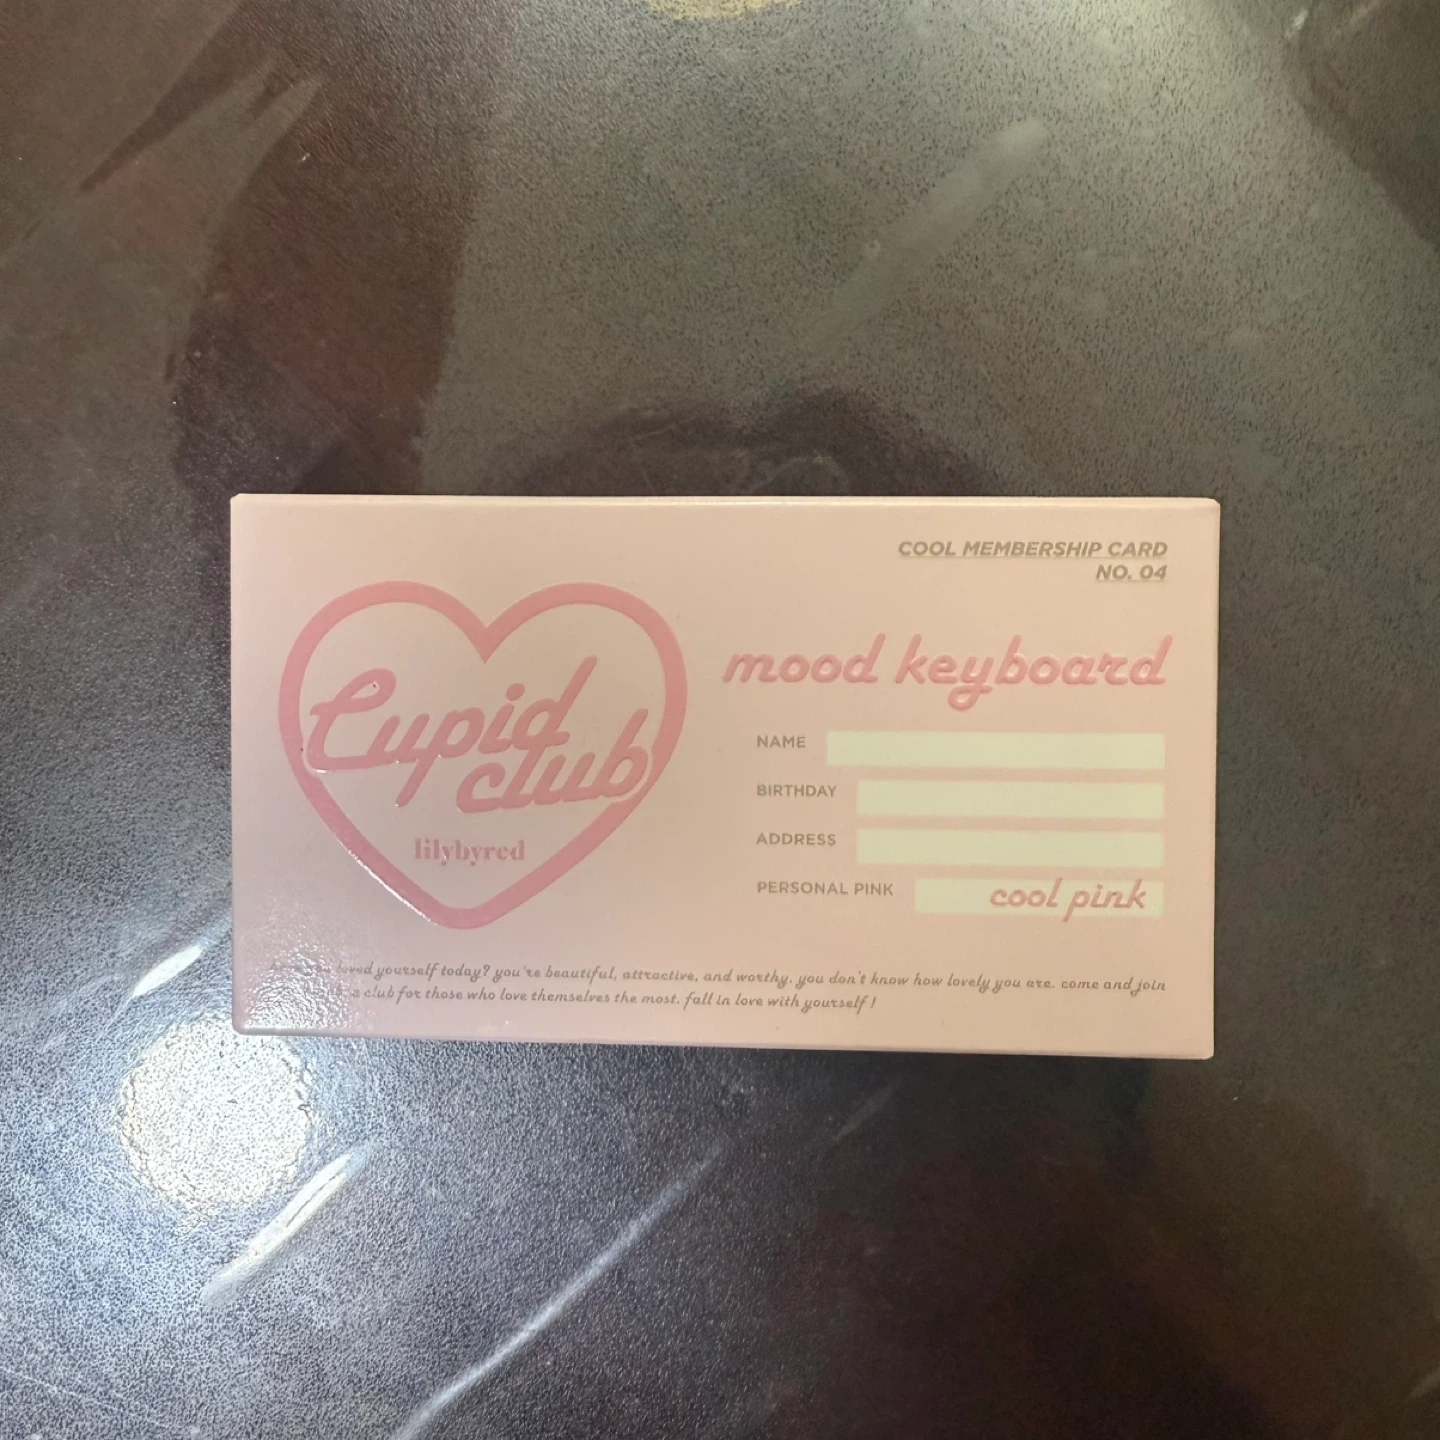 COOL MEMBERSHIP CARD
NO. 04
Cupid
club
lilybyred
mood keyboard
NAME
BIRTHDAY
ADDRESS
PERSONAL PINK cool pink
loved yourself today? you're beautiful, attractive, and worthy. you don't know how lovely you are. come and join
a club for those who love themselves the most. fall in love with yourself!